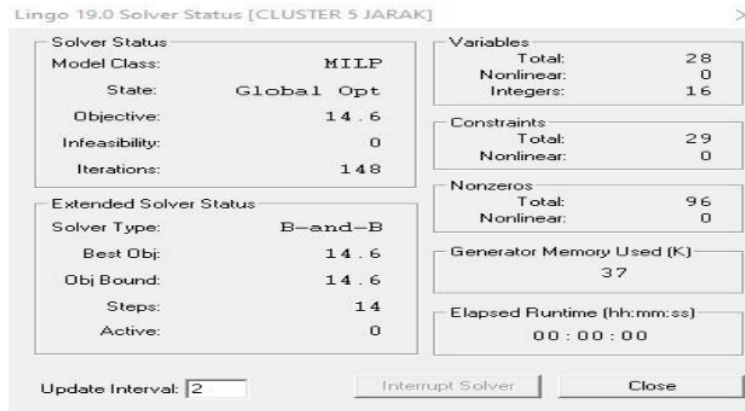 Lingo 19.0 Solver Status [CLUSTER 5 JARAK]
Solver Status
Model Class: MILP
State: Global Opt
Objective: 14.6
Infeasibility: 0
Iterations: 148
Extended Solver Status
Solver Type: B-and-B
Best Obj: 14.6
Obj Bound: 14.6
Steps: 14
Active: 0
Variables
Total: 28
Nonlinear: 0
Integers: 16
Constraints
Total: 29
Nonlinear: 0
Nonzeros
Total: 96
Nonlinear: 0
Generator Memory Used (K)
37
Elapsed Runtime (hh:mm:ss)
00:00:00
Update Interval: 2
Interrupt Solver
Close